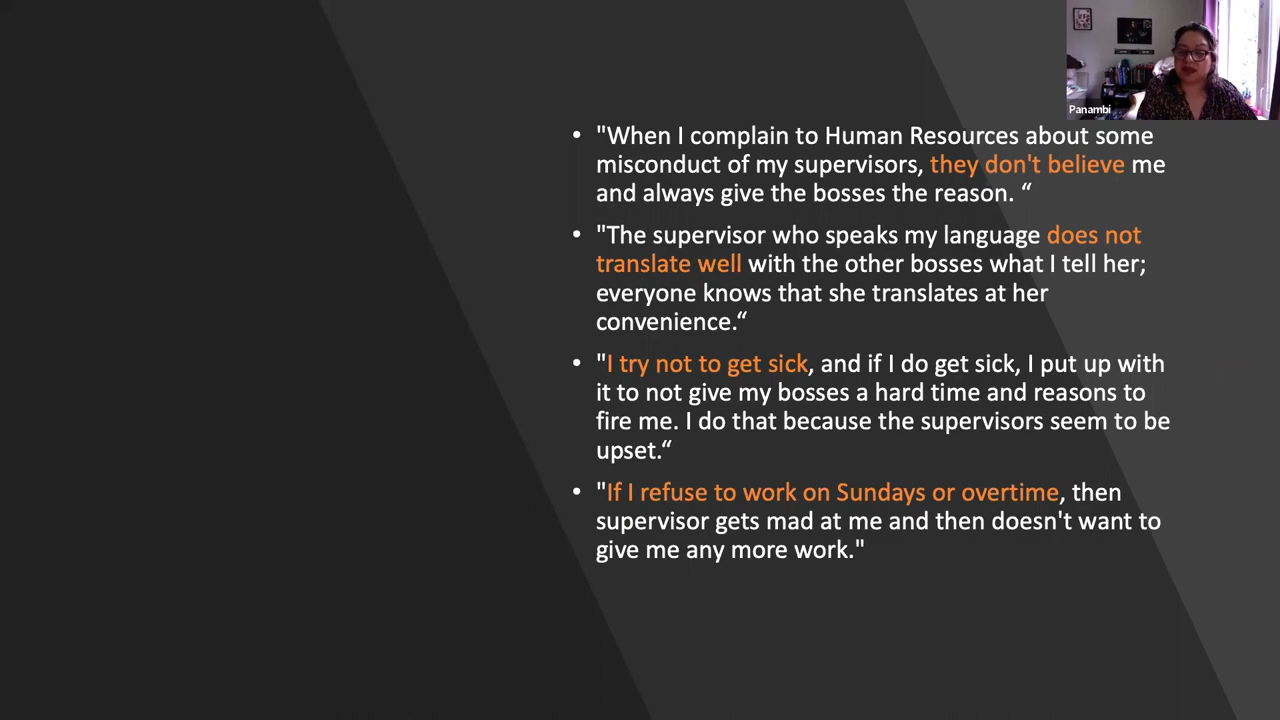 Panambi
• "When I complain to Human Resources about some
misconduct of my supervisors, they don't believe me
and always give the bosses the reason. “
• "The supervisor who speaks my language does not
translate well with the other bosses what I tell her;
everyone knows that she translates at her
convenience.“
• "I try not to get sick, and if I do get sick, I put up with
it to not give my bosses a hard time and reasons to
fire me. I do that because the supervisors seem to be
upset.“
• "If I refuse to work on Sundays or overtime, then
supervisor gets mad at me and then doesn't want to
give me any more work."